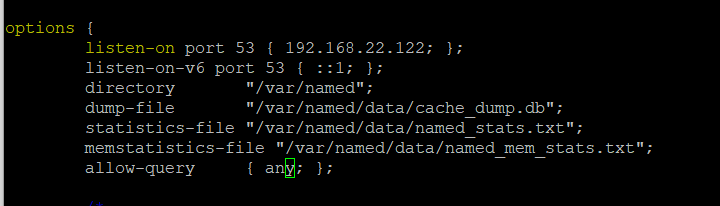 options {
listen-on port 53 { 192.168.22.122; };
listen-on-v6 port 53 { ::1; };
directory "/var/named";
dump-file "/var/named/data/cache_dump.db";
statistics-file "/var/named/data/named_stats.txt";
memstatistics-file "/var/named/data/named_mem_stats.txt";
allow-query { any; };